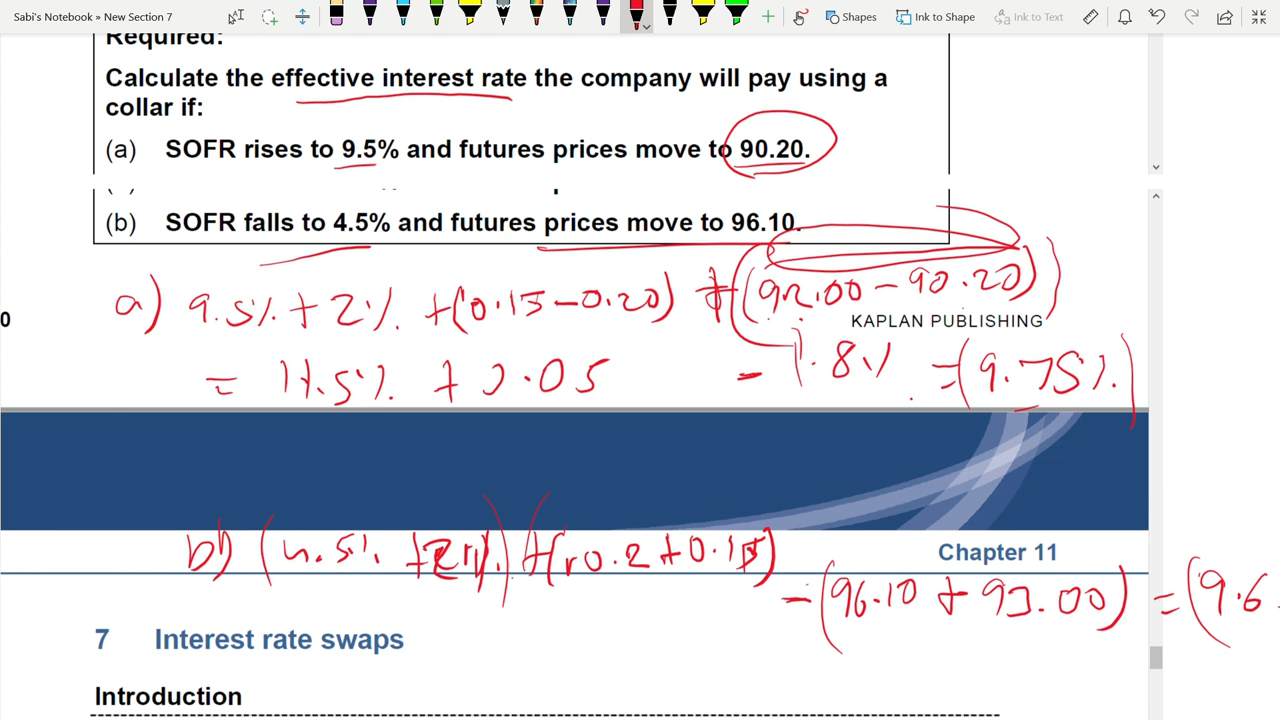 Sabi's Notebook » New Section 7
Shapes
Ink to Shape
Ink to Text
Required:
Calculate the effective interest rate the company will pay using a
collar if:
(a) SOFR rises to 9.5% and futures prices move to 90.20.
(b) SOFR falls to 4.5% and futures prices move to 96.10.
a) 9.5% + 2% + (0.15 – 0.20) + (92.00 – 90.20)
0
KAPLAN PUBLISHING
= 11.5% + 0.05 – 1.8% = (9.75%)
b) (4.5% + 2%) + (0.2 + 0.15)
Chapter 11
– (96.10 + 93.00) = (9.6
7 Interest rate swaps
Introduction